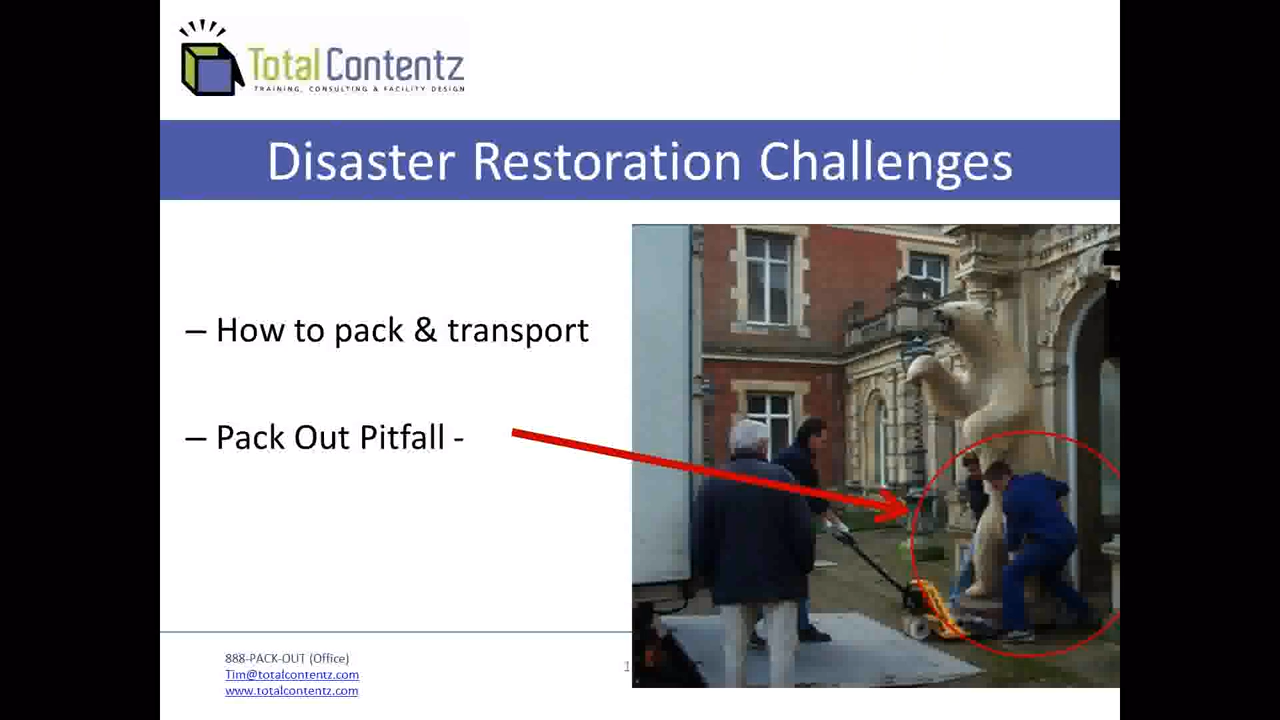 Total Contentz
TRAINING, CONSULTING & FACILITY DESIGN
Disaster Restoration Challenges
– How to pack & transport
– Pack Out Pitfall -
888-PACK-OUT (Office)
Tim@totalcontentz.com
www.totalcontentz.com
1